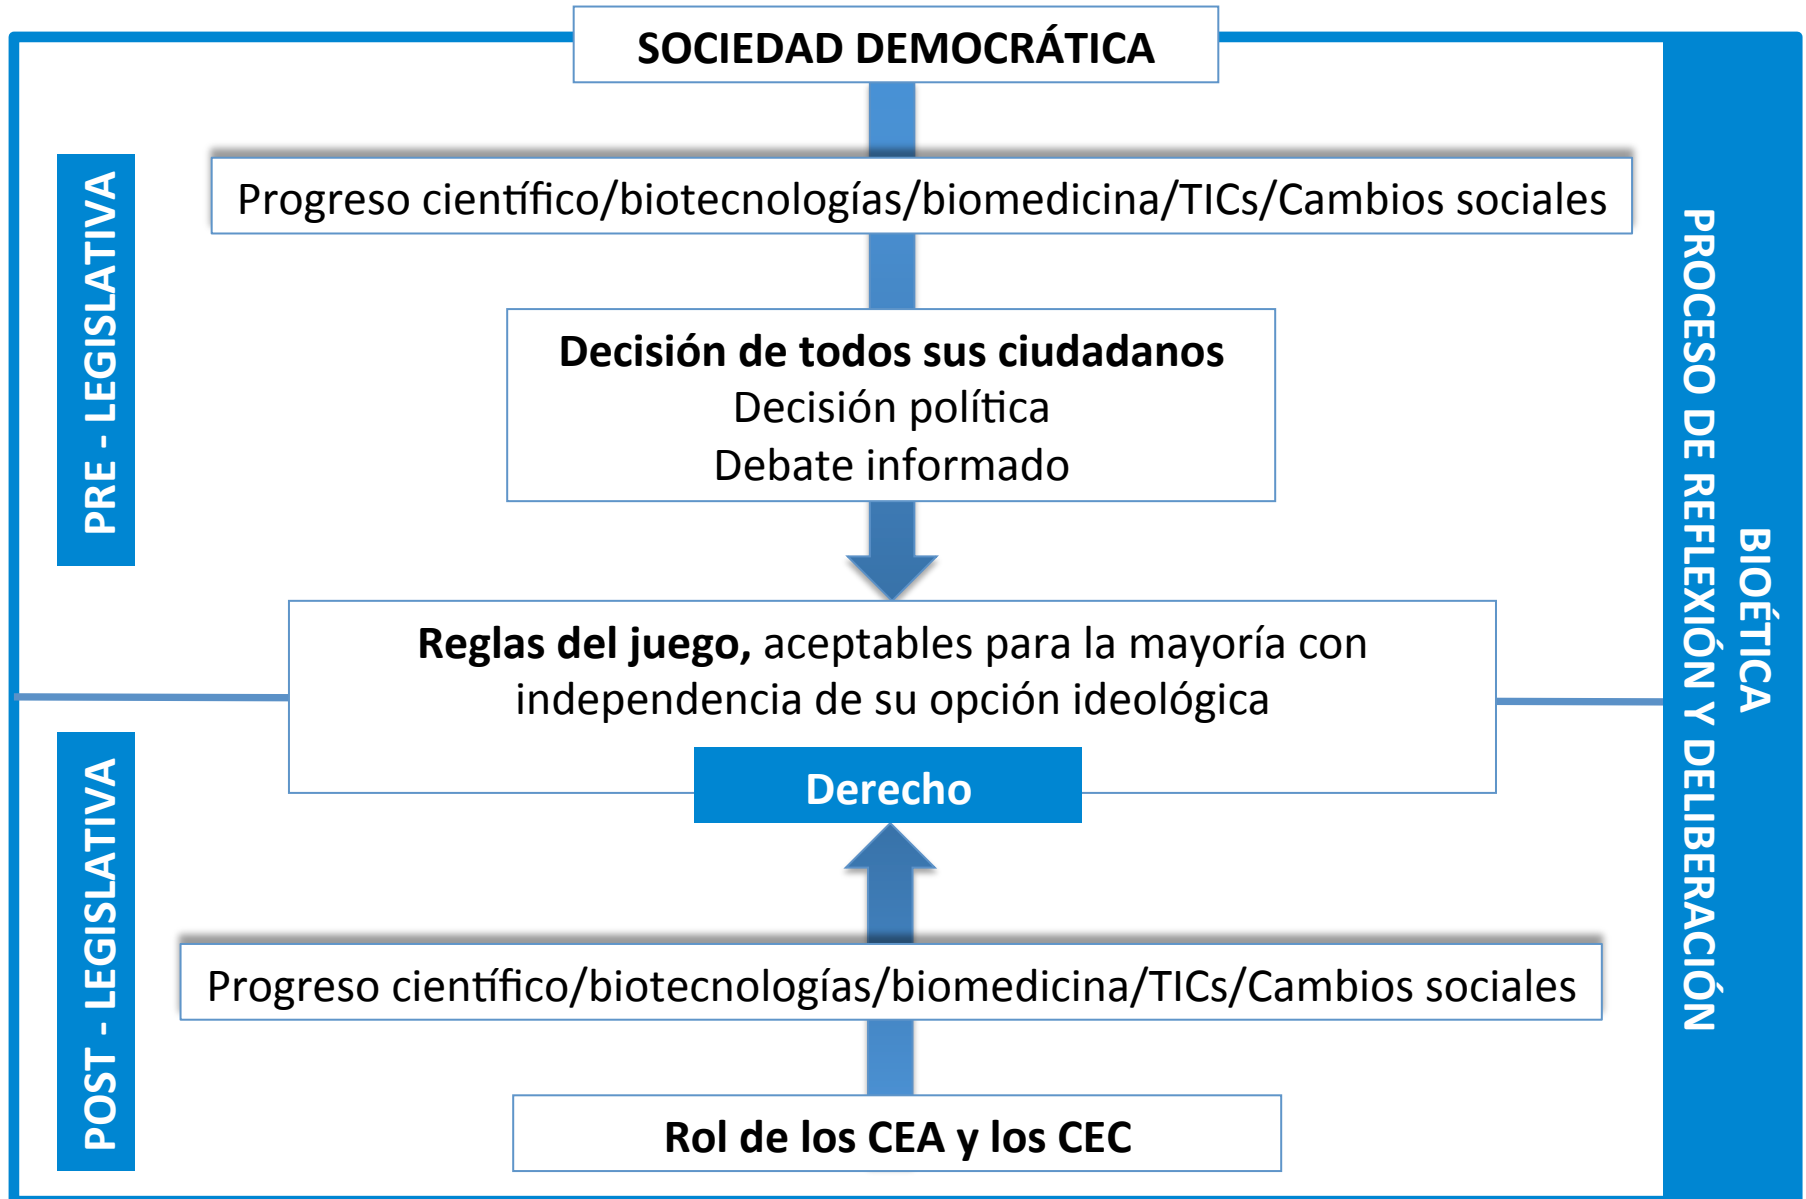 SOCIEDAD DEMOCRÁTICA
PRE - LEGISLATIVA
Progreso científico/biotecnologías/biomedicina/TICs/Cambios sociales
Decisión de todos sus ciudadanos
Decisión política
Debate informado
Reglas del juego, aceptables para la mayoría con
independencia de su opción ideológica
Derecho
POST - LEGISLATIVA
Progreso científico/biotecnologías/biomedicina/TICs/Cambios sociales
Rol de los CEA y los CEC
BIOÉTICA
PROCESO DE REFLEXIÓN Y DELIBERACIÓN